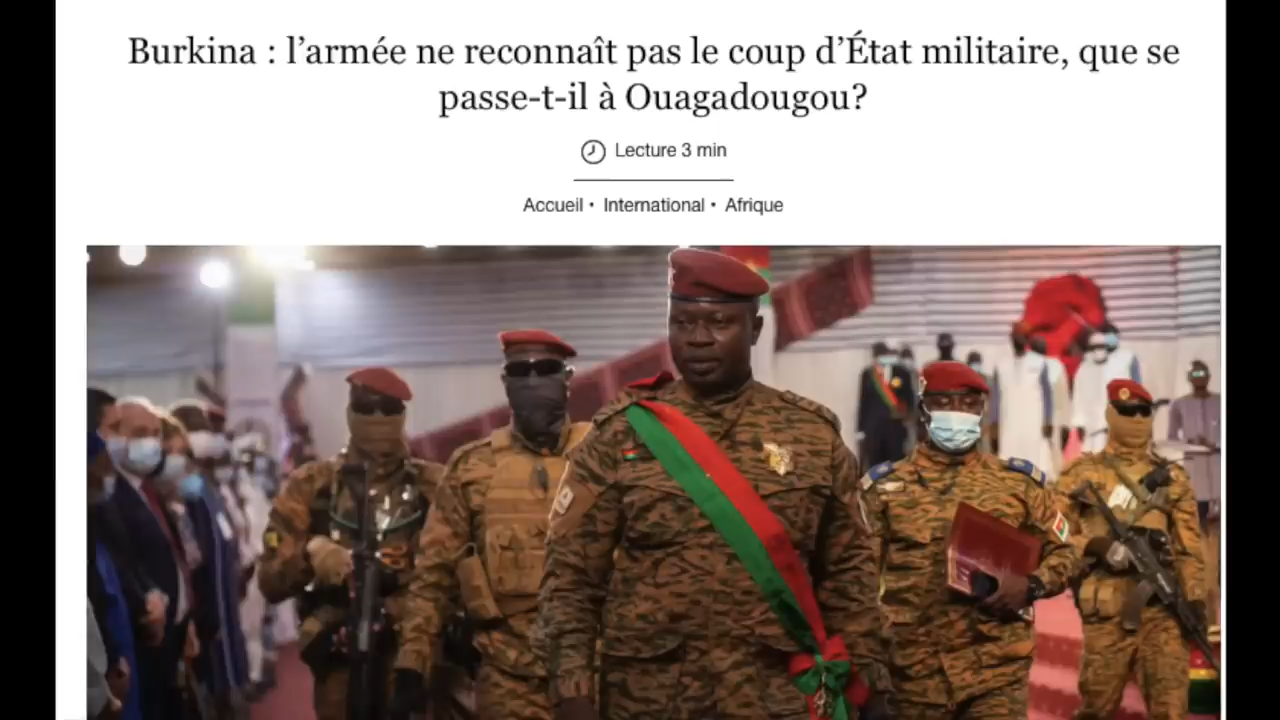 Burkina : l’armée ne reconnaît pas le coup d’État militaire, que se
passe-t-il à Ouagadougou?
Lecture 3 min
Accueil • International • Afrique